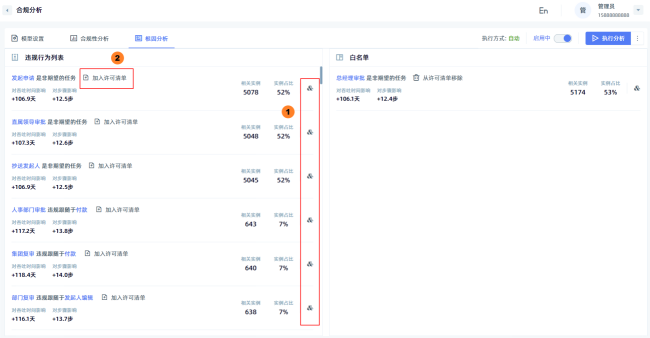 合规分析
En
管
管理员
15888888888
模型设置
合规性分析
根因分析
执行方式: 自动
启用中
执行分析
违规行为列表
2
发起申请 是非期望的任务
加入许可清单
对吞吐时间影响
对步骤影响
+106.9天
+12.5步
相关实例
实例占比
5078
52%
1
直属领导审批 是非期望的任务
加入许可清单
对吞吐时间影响
对步骤影响
+107.3天
+12.6步
相关实例
实例占比
5048
52%
抄送发起人 是非期望的任务
加入许可清单
对吞吐时间影响
对步骤影响
+106.9天
+12.5步
相关实例
实例占比
5045
52%
人事部门审批 违规跟随于付款
加入许可清单
对吞吐时间影响
对步骤影响
+117.2天
+13.8步
相关实例
实例占比
643
7%
集团复审 违规跟随于付款
加入许可清单
对吞吐时间影响
对步骤影响
+118.4天
+14.0步
相关实例
实例占比
640
7%
部门复审 违规跟随于发起人编辑
加入许可清单
对吞吐时间影响
对步骤影响
+116.1天
+13.7步
相关实例
实例占比
638
7%
白名单
总经理审批 是非期望的任务
从许可清单移除
对吞吐时间影响
对步骤影响
+106.1天
+12.4步
相关实例
实例占比
5174
53%